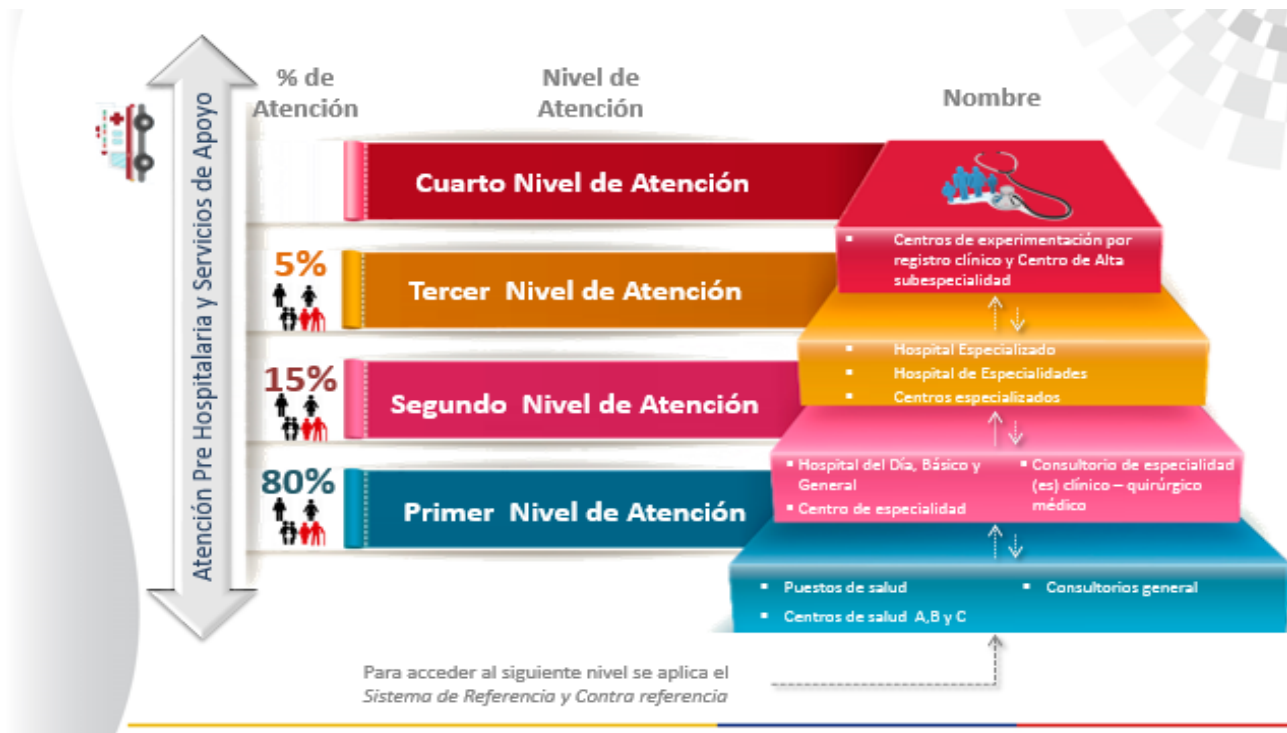 Atención Pre Hospitalaria y Servicios de Apoyo
% de
Atención
Nivel de
Atención
Nombre
Cuarto Nivel de Atención
▪ Centros de experimentación por
registro clínico y Centro de Alta
subespecialidad
5%
Tercer Nivel de Atención
▪ Hospital Especializado
▪ Hospital de Especialidades
▪ Centros especializados
15%
Segundo Nivel de Atención
▪ Hospital del Día, Básico y
General
▪ Centro de especialidad
▪ Consultorio de especialidad
(es) clínico – quirúrgico
médico
80%
Primer Nivel de Atención
▪ Puestos de salud
▪ Centros de salud A,B y C
▪ Consultorios general
Para acceder al siguiente nivel se aplica el
Sistema de Referencia y Contra referencia